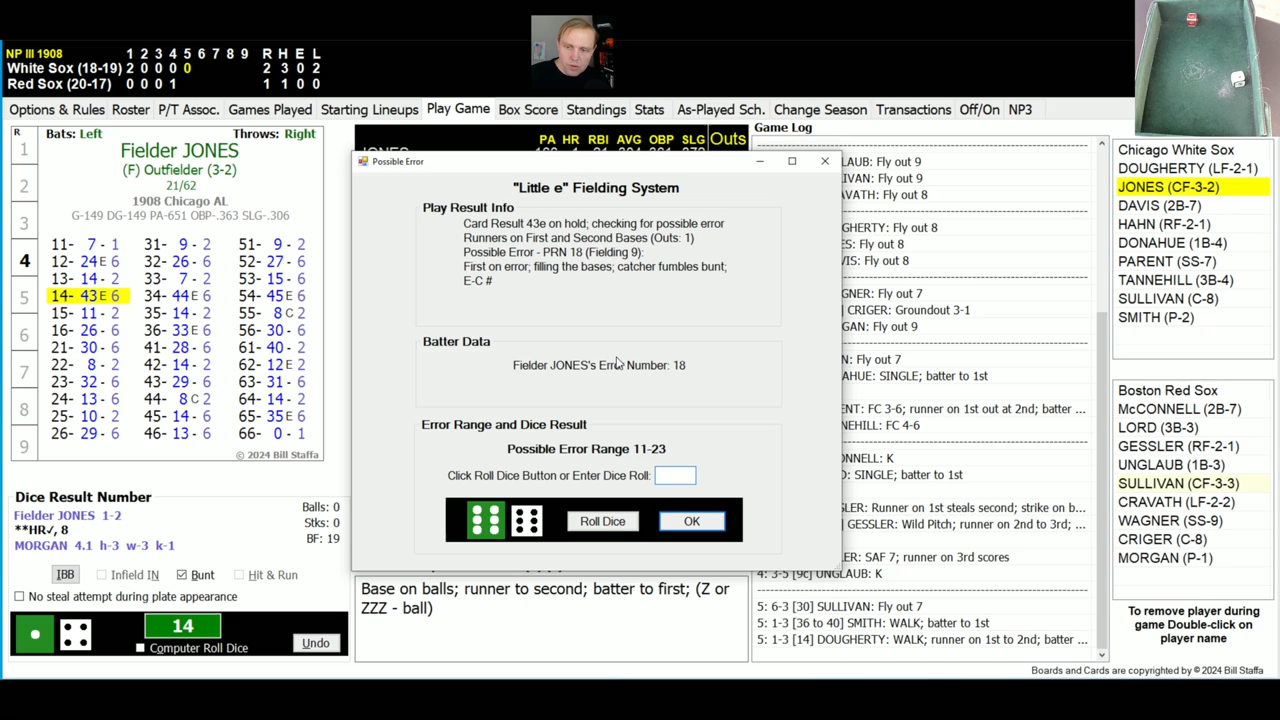 NP III 1908 1 2 3 4 5 6 7 8 9 R H E L
White Sox (18-19) 2 0 0 0 0 2 3 0 2
Red Sox (20-17) 0 0 0 1 1 1 0 0
Options & Rules Roster P/T Assoc. Games Played Starting Lineups Play Game Box Score Standings Stats As-Played Sch. Change Season Transactions Off/On NP3
R
1
2
3
4
5
6
7
8
9
Bats: Left Throws: Right
Fielder JONES
(F) Outfielder (3-2)
21/62
1908 Chicago AL
G-149 DG-149 PA-651 OBP-.363 SLG-.306
11- 7 - 1 31- 9 - 2 51- 9 - 2
12- 24 E 6 32- 26 - 6 52- 27 - 6
13- 14 - 2 33- 12 - 6 53- 15 - 6
14- 43 E 6 34- 44 E 6 54- 45 E 6
15- 11 - 2 35- 14 - 2 55- 8 C 2
16- 26 - 6 36- 33 E 6 56- 30 - 6
21- 30 - 6 41- 28 - 6 61- 40 - 2
22- 8 - 2 42- 13 - 6 62- 12 E 2
23- 32 - 6 43- 29 - 6 63- 31 - 6
24- 13 - 6 44- 8 C 2 64- 14 - 2
25- 10 - 2 45- 14 - 6 65- 35 E 6
26- 29 - 6 46- 13 - 6 66- 0 - 1
© 2024 Bill Staffa
Dice Result Number
Fielder JONES 1-2
**HR✓, 8
MORGAN 4.1 h-3 w-3 k-1
Balls: 0
Stks: 0
BF: 19
IBB Infield IN Bunt Hit & Run
No steal attempt during plate appearance
14
Computer Roll Dice
Undo
PA HR RBI AVG OBP SLG Outs
Possible Error
"Little e" Fielding System
Play Result Info
Card Result 43e on hold; checking for possible error
Runners on First and Second Bases (Outs: 1)
Possible Error - PRN 18 (Fielding 9):
First on error; filling the bases; catcher fumbles bunt;
E-C #
Batter Data
Fielder JONES's Error Number: 18
Error Range and Dice Result
Possible Error Range 11-23
Click Roll Dice Button or Enter Dice Roll:
Roll Dice
OK
Base on balls; runner to second; batter to first; (Z or
ZZZ - ball)
Game Log
LAUB: Fly out 9
IVAN: Fly out 9
AVATH: Fly out 8
GHERTY: Fly out 8
ES: Fly out 8
VIS: Fly out 8
GNER: Fly out 7
] CRIGER: Groundout 3-1
GAN: Fly out 9
N: Fly out 7
AHUE: SINGLE; batter to 1st
ENT: FC 3-6; runner on 1st out at 2nd; batter ...
NEHILL: FC 4-6
ONNELL: K
D: SINGLE; batter to 1st
SLER: Runner on 1st steals second; strike on b...
] GESSLER: Wild Pitch; runner on 2nd to 3rd; ...
LER: SAF 7; runner on 3rd scores
4: 3-5 [9c] UNGLAUB: K
5: 6-3 [30] SULLIVAN: Fly out 7
5: 1-3 [36 to 40] SMITH: WALK; batter to 1st
5: 1-3 [14] DOUGHERTY: WALK; runner on 1st to 2nd; batter ...
Chicago White Sox
DOUGHERTY (LF-2-1)
JONES (CF-3-2)
DAVIS (2B-7)
HAHN (RF-2-1)
DONAHUE (1B-4)
PARENT (SS-7)
TANNEHILL (3B-4)
SULLIVAN (C-8)
SMITH (P-2)
Boston Red Sox
McCONNELL (2B-7)
LORD (3B-3)
GESSLER (RF-2-1)
UNGLAUB (1B-3)
SULLIVAN (CF-3-3)
CRAVATH (LF-2-2)
WAGNER (SS-9)
CRIGER (C-8)
MORGAN (P-1)
To remove player during
game Double-click on
player name
Boards and Cards are copyrighted by © 2024 Bill Staffa